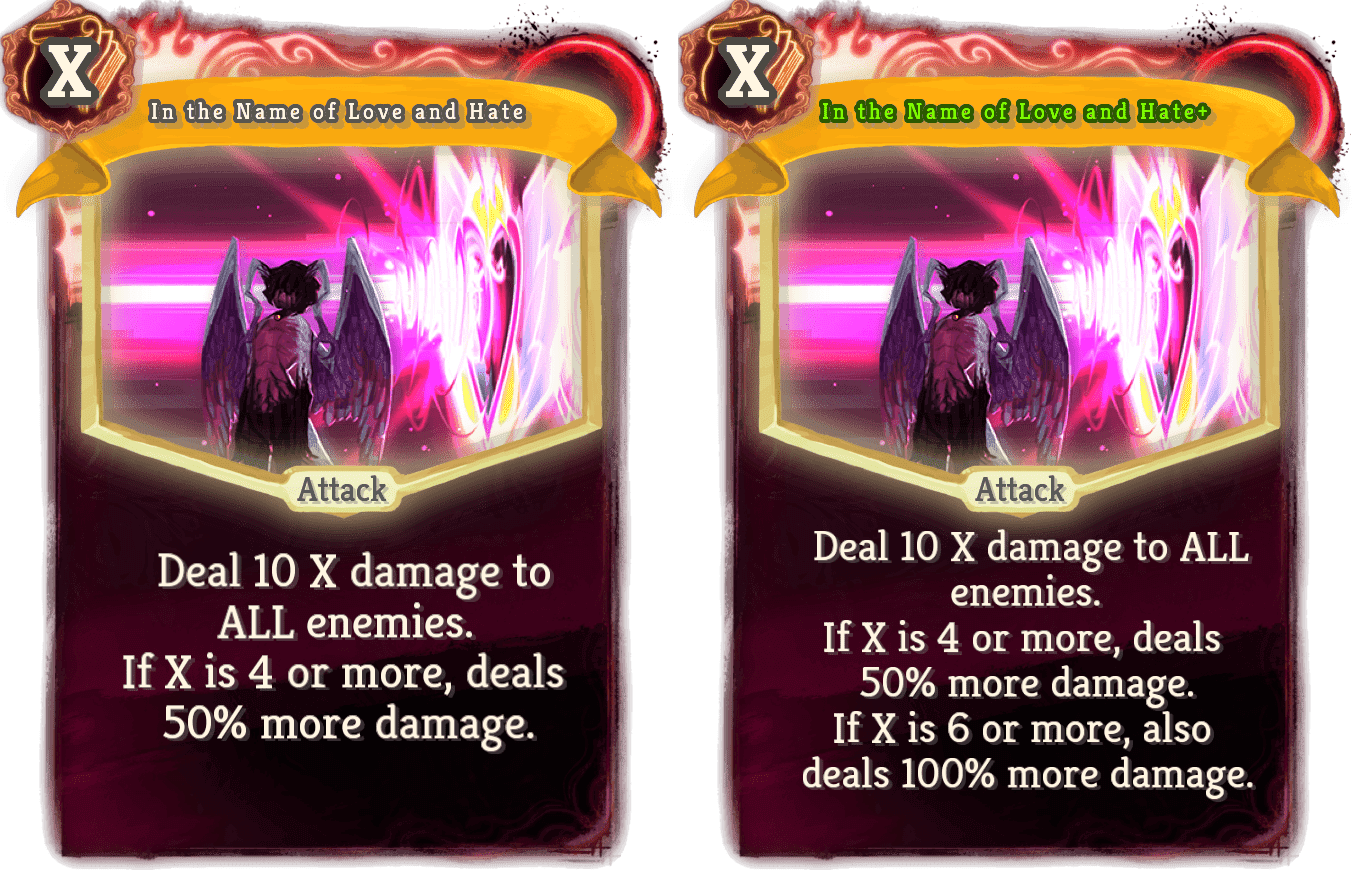 X
In the Name of Love and Hate
Attack
Deal 10 X damage to
ALL enemies.
If X is 4 or more, deals
50% more damage.
X
In the Name of Love and Hate+
Attack
Deal 10 X damage to ALL
enemies.
If X is 4 or more, deals
50% more damage.
If X is 6 or more, also
deals 100% more damage.